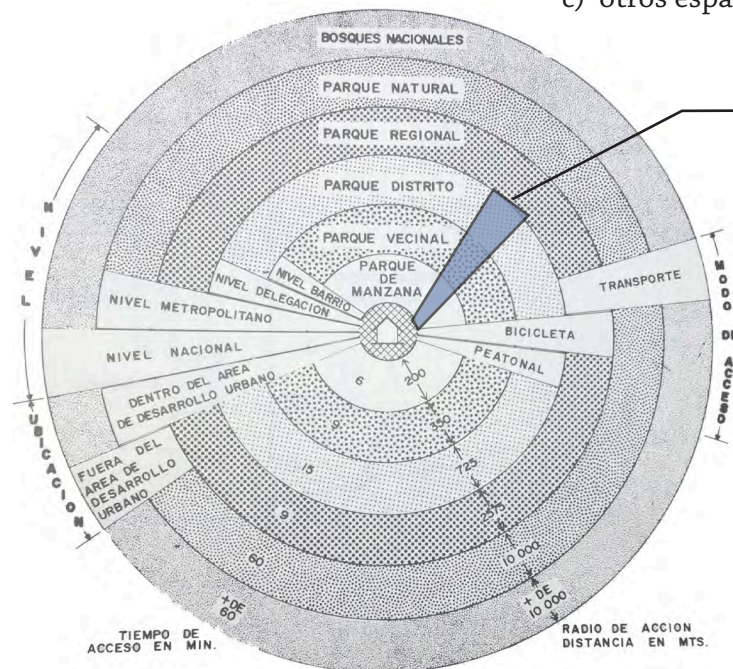 c) otros espa
BOSQUES NACIONALES
PARQUE NATURAL
PARQUE REGIONAL
PARQUE DISTRITO
PARQUE VECINAL
PARQUE
DE
MANZANA
NIVEL
NIVEL BARRIO
NIVEL DELEGACION
NIVEL METROPOLITANO
NIVEL NACIONAL
TRANSPORTE
BICICLETA
PEATONAL
MODO DE ACCESO
DENTRO DEL AREA
DE DESARROLLO URBANO
FUERA DEL
AREA DE
DESARROLLO
URBANO
UBICACION
6
200
9
350
15
725
9
60
10 000
+ DE
60
+ DE
10 000
TIEMPO DE
ACCESO EN MIN.
RADIO DE ACCION
DISTANCIA EN MTS.